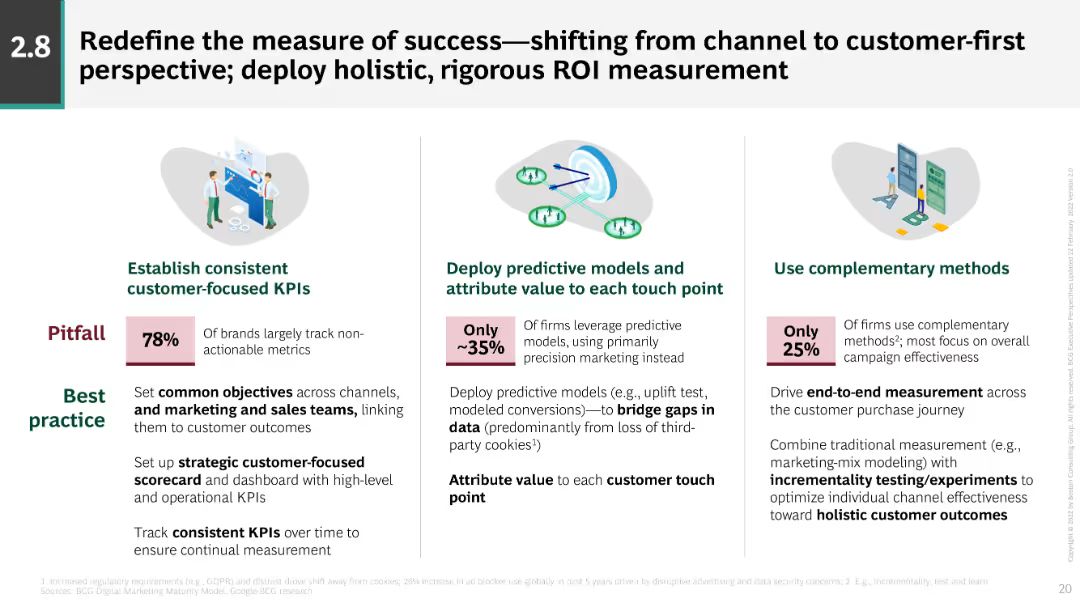 2.8
Redefine the measure of success—shifting from channel to customer-first
perspective; deploy holistic, rigorous ROI measurement
Establish consistent
customer-focused KPIs
Deploy predictive models and
attribute value to each touch point
Use complementary methods
Pitfall
78%
Of brands largely track non-
actionable metrics
Only
~35%
Of firms leverage predictive
models, using primarily
precision marketing instead
Only
25%
Of firms use complementary
methods²; most focus on overall
campaign effectiveness
Best
practice
Set common objectives across channels,
and marketing and sales teams, linking
them to customer outcomes
Set up strategic customer-focused
scorecard and dashboard with high-level
and operational KPIs
Track consistent KPIs over time to
ensure continual measurement
Deploy predictive models (e.g., uplift test,
modeled conversions)—to bridge gaps in
data (predominantly from loss of third-
party cookies¹)
Attribute value to each customer touch
point
Drive end-to-end measurement across
the customer purchase journey
Combine traditional measurement (e.g.,
marketing-mix modeling) with
incrementality testing/experiments to
optimize individual channel effectiveness
toward holistic customer outcomes
A
B
1. Increased regulatory requirements (e.g., GDPR) and distrust drove shift away from cookies; 26% increase in ad blocker use globally in past 5 years driven by disruptive advertising and data security concerns; 2. E.g., incrementality, test and learn
Sources: BCG Digital Marketing Maturity Model, Google-BCG research
20
Copyright © 2022 by Boston Consulting Group. All rights reserved. BCG Executive Perspectives updated 22 February 2022 Version 2.0